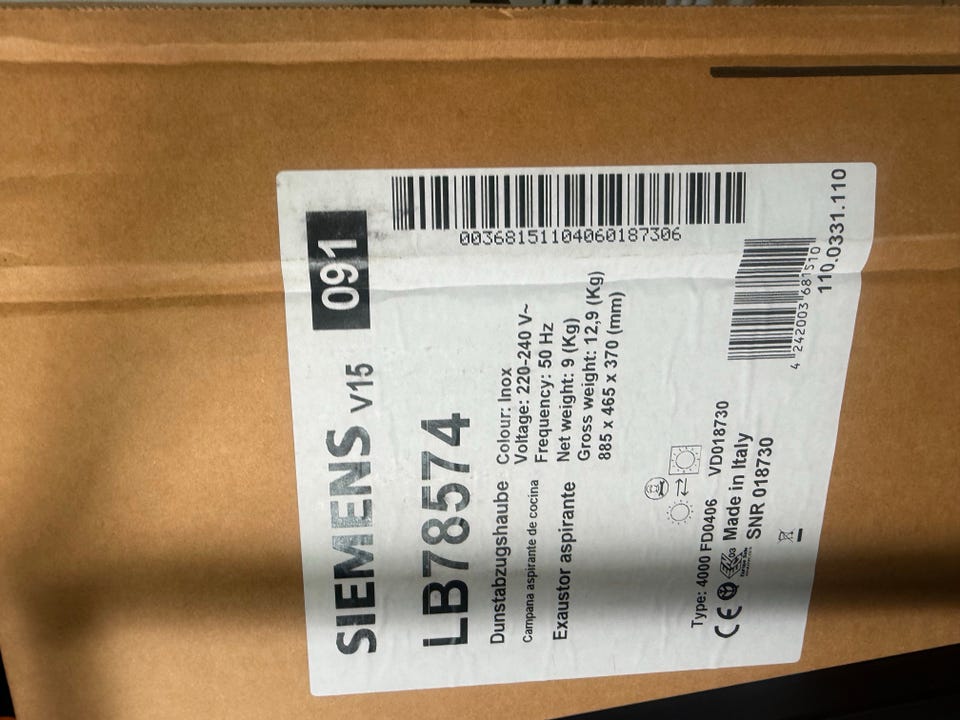 SIEMENS V15 091
LB78574
Dunstabzugshaube
Campana aspirante de cocina
Exaustor aspirante
Colour: Inox
Voltage: 220-240 V~
Frequency: 50 Hz
Net weight: 9 (Kg)
Gross weight: 12,9 (Kg)
885 x 465 x 370 (mm)
00368151104060187306
Type: 4000 FD0406 VD018730
CE Made in Italy
SNR 018730
4 242003 681510
110.0331.110